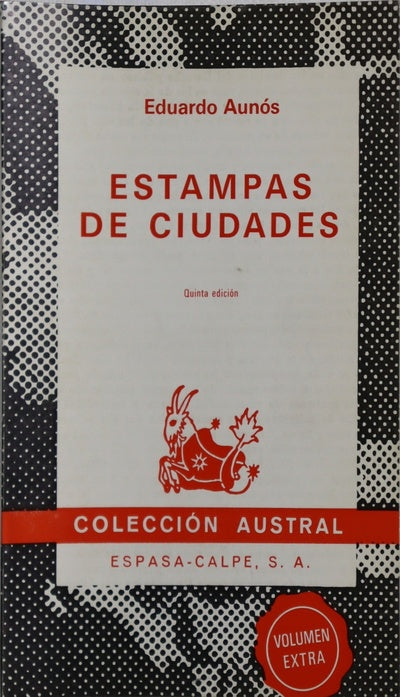 Eduardo Aunós
ESTAMPAS
DE CIUDADES
Quinta edición
COLECCIÓN AUSTRAL
ESPASA-CALPE, S. A.
VOLUMEN
EXTRA